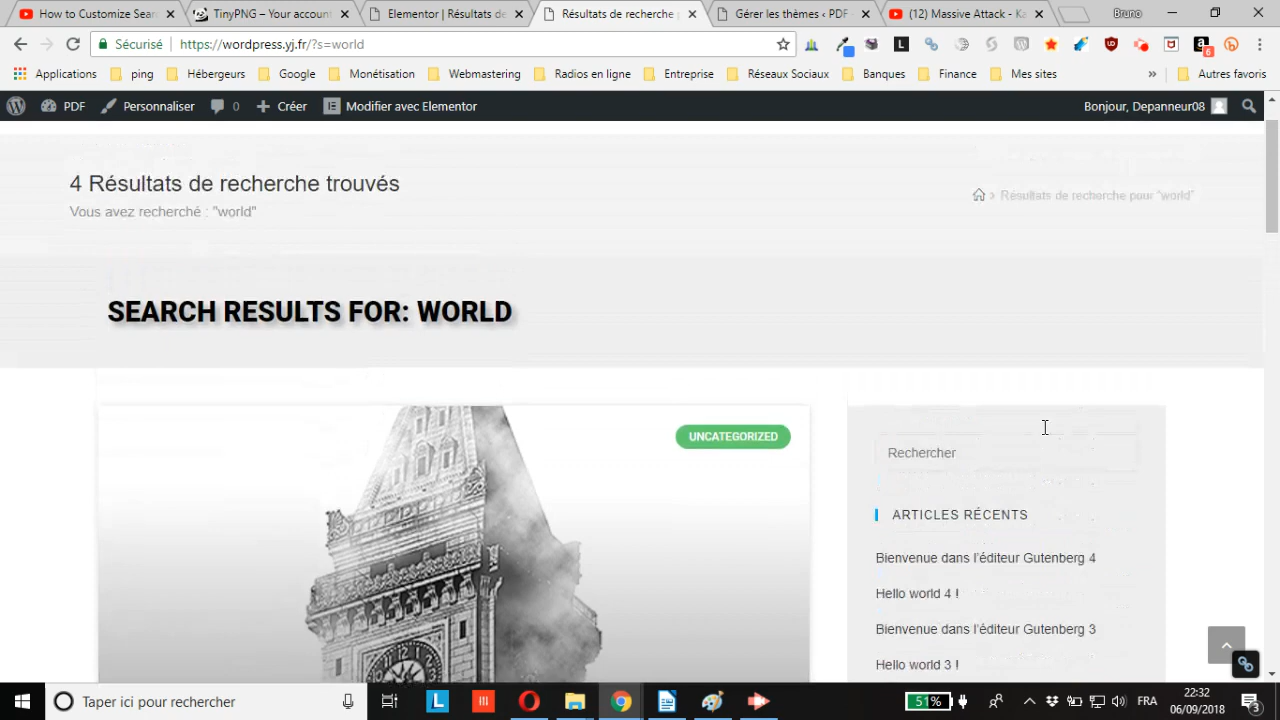 How to Customize Sear
TinyPNG – Your accoun
Elementor | Résultats de
Résultats de recherche
Gérer les thèmes ‹ PDF
(12) Massive Attack - Ka
Bruno
Sécurisé
https://wordpress.yj.fr/?s=world
6
Applications
ping
Hébergeurs
Google
Monétisation
Webmastering
Radios en ligne
Entreprise
Réseaux Sociaux
Banques
Finance
Mes sites
»
Autres favoris
PDF
Personnaliser
0
Créer
Modifier avec Elementor
Bonjour, Depanneur08
4 Résultats de recherche trouvés
Vous avez recherché : "world"
Résultats de recherche pour "world"
SEARCH RESULTS FOR: WORLD
UNCATEGORIZED
Rechercher
ARTICLES RÉCENTS
Bienvenue dans l'éditeur Gutenberg 4
Hello world 4 !
Bienvenue dans l'éditeur Gutenberg 3
Hello world 3 !
Taper ici pour rechercher
51%
FRA
22:32
06/09/2018
3